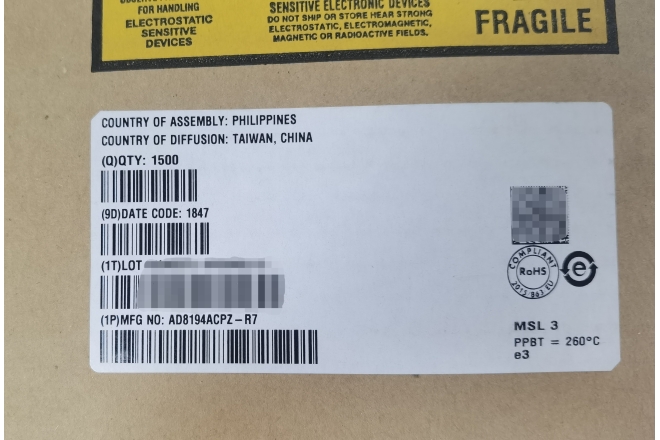 FOR HANDLING
ELECTROSTATIC
SENSITIVE
DEVICES
SENSITIVE ELECTRONIC DEVICES
DO NOT SHIP OR STORE NEAR STRONG
ELECTROSTATIC, ELECTROMAGNETIC,
MAGNETIC OR RADIOACTIVE FIELDS.
FRAGILE
COUNTRY OF ASSEMBLY: PHILIPPINES
COUNTRY OF DIFFUSION: TAIWAN, CHINA
(Q)QTY: 1500
(9D)DATE CODE: 1847
(1T)LOT
(1P)MFG NO: AD8194ACPZ-R7
COMPLIANT
RoHS
2015 863 EU
e
MSL 3
PPBT = 260°C
e3